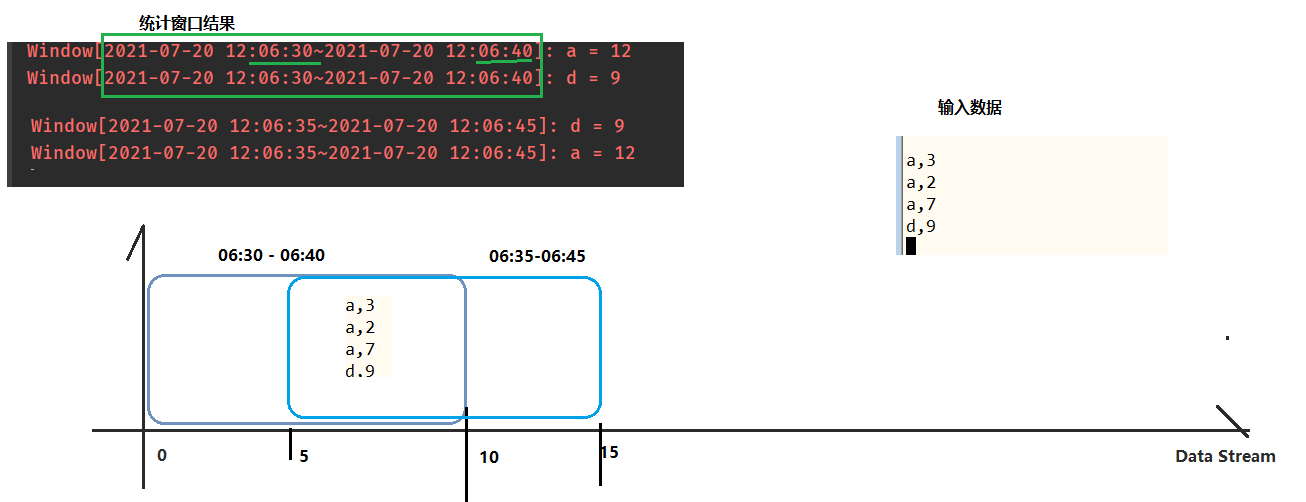 统计窗口结果
Window[2021-07-20 12:06:30~2021-07-20 12:06:40]: a = 12
Window[2021-07-20 12:06:30~2021-07-20 12:06:40]: d = 9
Window[2021-07-20 12:06:35~2021-07-20 12:06:45]: d = 9
Window[2021-07-20 12:06:35~2021-07-20 12:06:45]: a = 12
输入数据
a,3
a,2
a,7
d,9
06:30 - 06:40
06:35-06:45
a,3
a,2
a,7
d.9
0
5
10
15
Data Stream